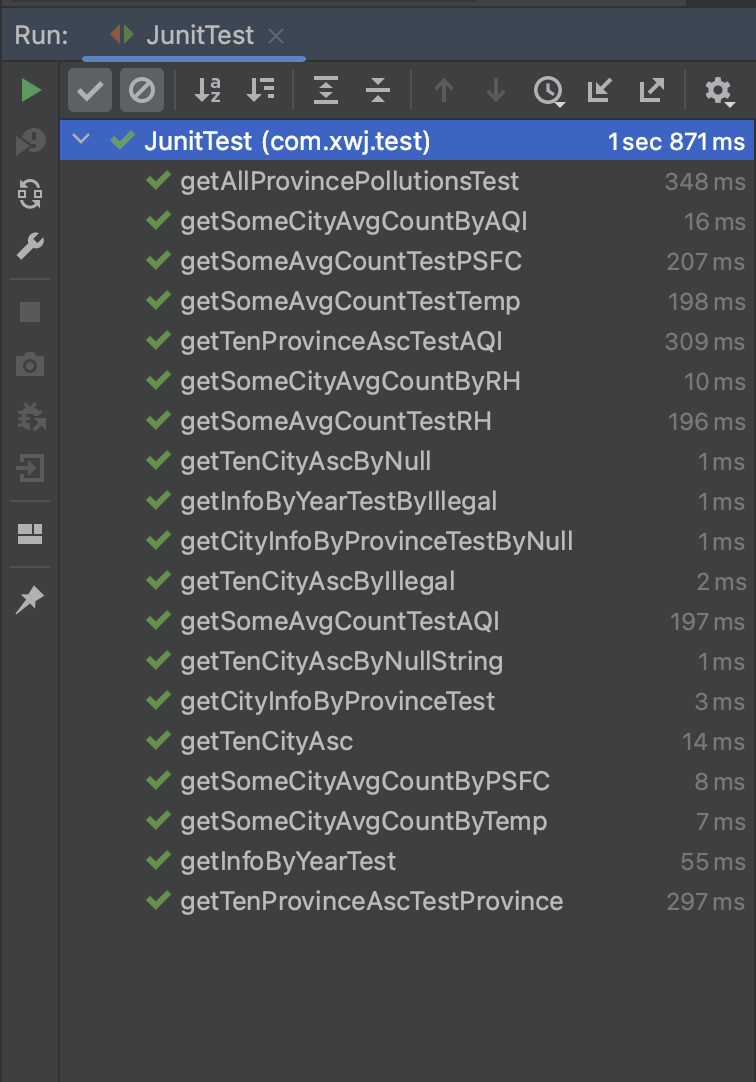 Run: JunitTest
JunitTest (com.xwj.test) 1 sec 871 ms
getAllProvincePollutionsTest 348 ms
getSomeCityAvgCountByAQI 16 ms
getSomeAvgCountTestPSFC 207 ms
getSomeAvgCountTestTemp 198 ms
getTenProvinceAscTestAQI 309 ms
getSomeCityAvgCountByRH 10 ms
getSomeAvgCountTestRH 196 ms
getTenCityAscByNull 1 ms
getInfoByYearTestByIllegal 1 ms
getCityInfoByProvinceTestByNull 1 ms
getTenCityAscByIllegal 2 ms
getSomeAvgCountTestAQI 197 ms
getTenCityAscByNullString 1 ms
getCityInfoByProvinceTest 3 ms
getTenCityAsc 14 ms
getSomeCityAvgCountByPSFC 8 ms
getSomeCityAvgCountByTemp 7 ms
getInfoByYearTest 55 ms
getTenProvinceAscTestProvince 297 ms